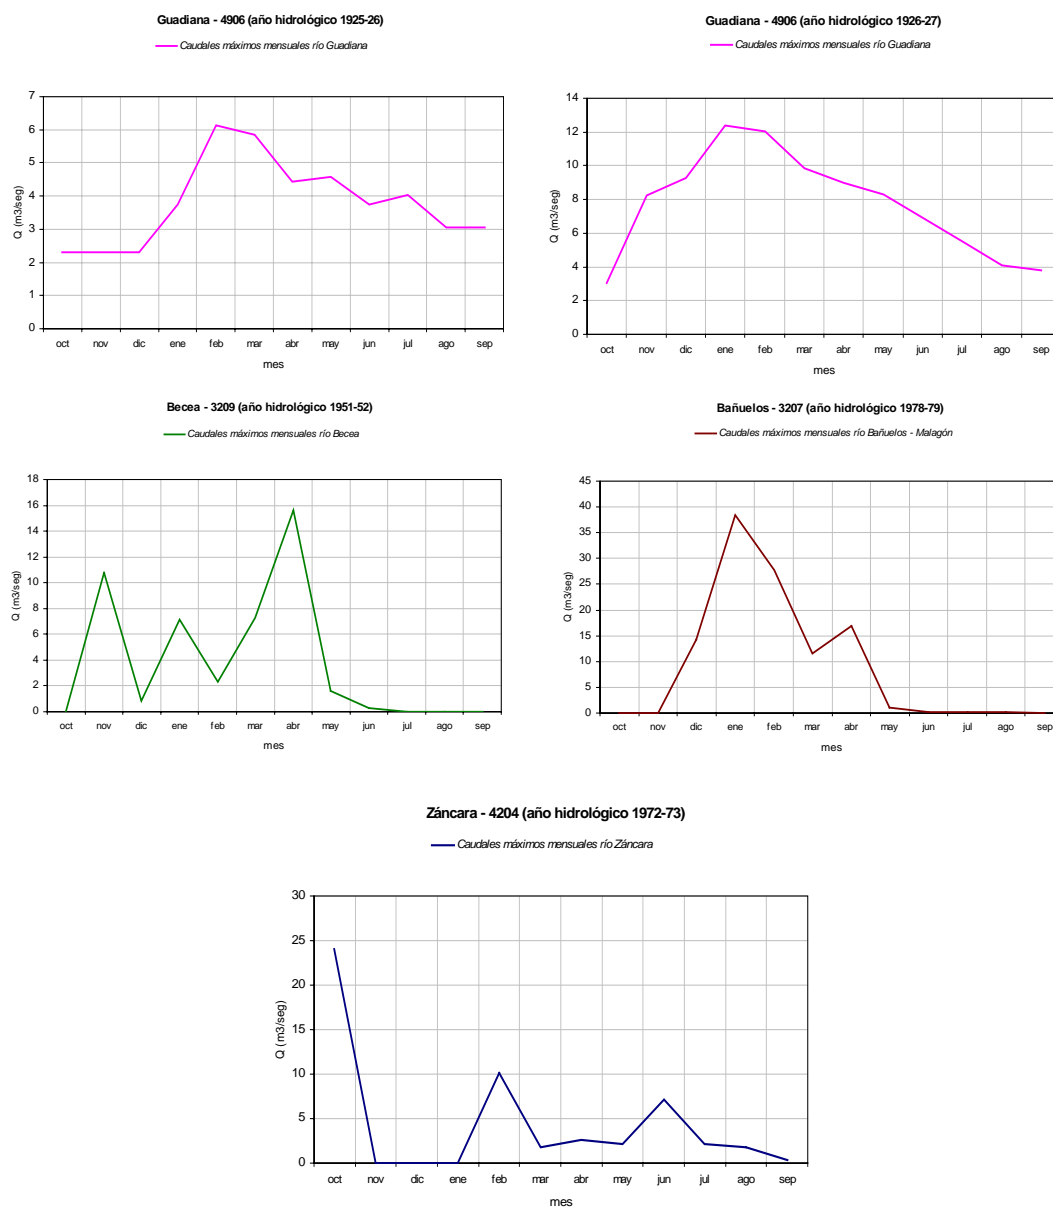 Guadiana - 4906 (año hidrológico 1925-26)
Caudales máximos mensuales río Guadiana
7
6
5
4
3
2
1
0
Q (m3/seg)
oct nov dic ene feb mar abr may jun jul ago sep
mes
Guadiana - 4906 (año hidrológico 1926-27)
Caudales máximos mensuales río Guadiana
14
12
10
8
6
4
2
0
Q (m3/seg)
oct nov dic ene feb mar abr may jun jul ago sep
mes
Becea - 3209 (año hidrológico 1951-52)
Caudales máximos mensuales río Becea
18
16
14
12
10
8
6
4
2
0
Q (m3/seg)
oct nov dic ene feb mar abr may jun jul ago sep
mes
Bañuelos - 3207 (año hidrológico 1978-79)
Caudales máximos mensuales río Bañuelos - Malagón
45
40
35
30
25
20
15
10
5
0
Q (m3/seg)
oct nov dic ene feb mar abr may jun jul ago sep
mes
Záncara - 4204 (año hidrológico 1972-73)
Caudales máximos mensuales río Záncara
30
25
20
15
10
5
0
Q (m3/seg)
oct nov dic ene feb mar abr may jun jul ago sep
mes